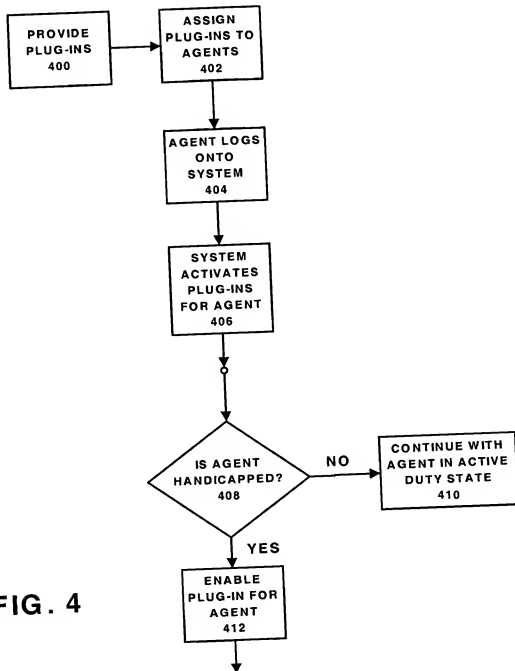 PROVIDE
PLUG-INS
400
ASSIGN
PLUG-INS TO
AGENTS
402
AGENT LOGS
ONTO
SYSTEM
404
SYSTEM
ACTIVATES
PLUG-INS
FOR AGENT
406
IS AGENT
HANDICAPPED?
408
NO
CONTINUE WITH
AGENT IN ACTIVE
DUTY STATE
410
YES
ENABLE
PLUG-IN FOR
AGENT
412
FIG. 4